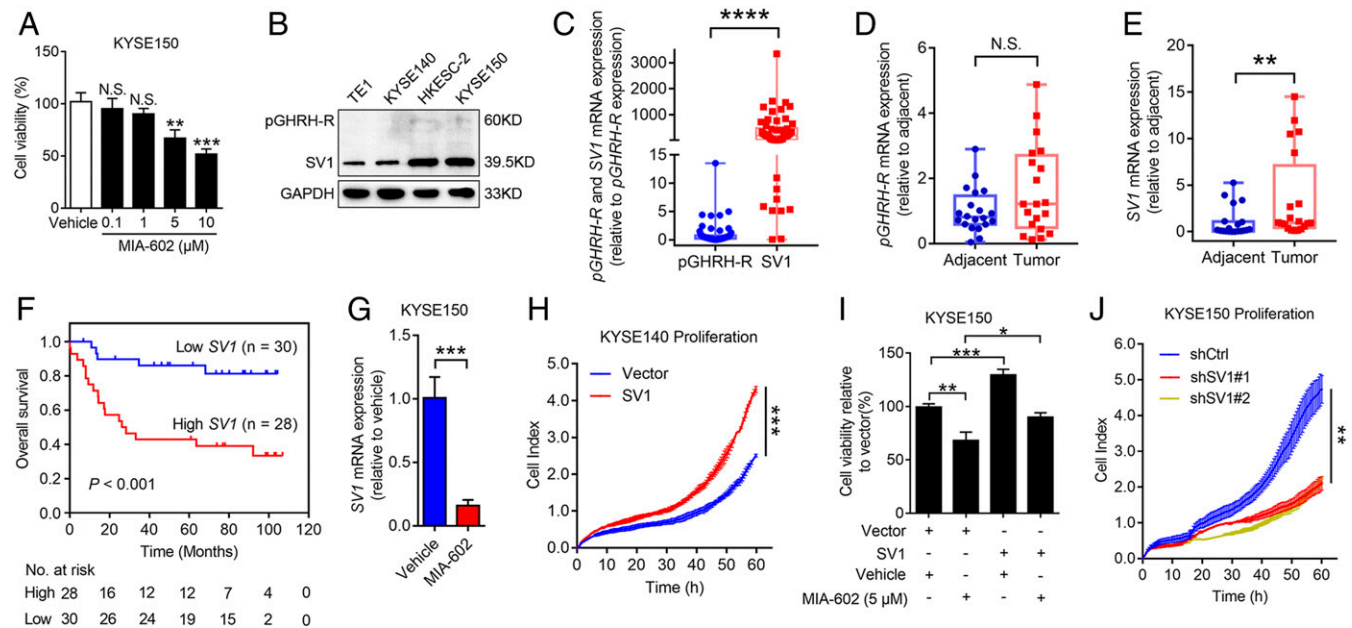 A
KYSE150
Cell viability (%)
150
100
50
0
N.S.
N.S.
**
***
Vehicle
0.1
1
5
10
MIA-602 (μM)
B
TE1
KYSE140
HKESC-2
KYSE150
pGHRH-R
60KD
SV1
39.5KD
GAPDH
33KD
C
****
pGHRH-R and SV1 mRNA expression
(relative to pGHRH-R expression)
3000
1000
15
10
5
0
pGHRH-R
SV1
D
N.S.
pGHRH-R mRNA expression
(relative to adjacent)
6
4
2
0
Adjacent
Tumor
E
**
SV1 mRNA expression
(relative to adjacent)
20
15
10
5
0
Adjacent
Tumor
F
Overall survival
1.0
0.8
0.6
0.4
0.2
0.0
Low SV1 (n = 30)
High SV1 (n = 28)
P < 0.001
0 20 40 60 80 100 120
Time (Months)
No. at risk
High 28 16 12 12 7 4 0
Low 30 26 24 19 15 2 0
G
KYSE150
***
SV1 mRNA expression
(relative to vehicle)
1.5
1.0
0.5
0.0
Vehicle
MIA-602
H
KYSE140 Proliferation
Vector
SV1
***
Cell Index
5.0
4.0
3.0
2.0
1.0
0.0
0 10 20 30 40 50 60
Time (h)
I
KYSE150
*
***
**
Cell viability relative
to vector(%)
150
100
50
0
Vector + + - -
SV1 - - + +
Vehicle + - + -
MIA-602 (5 μM) - + - +
J
KYSE150 Proliferation
shCtrl
shSV1#1
shSV1#2
**
Cell Index
6.0
5.0
4.0
3.0
2.0
1.0
0.0
0 10 20 30 40 50 60
Time (h)